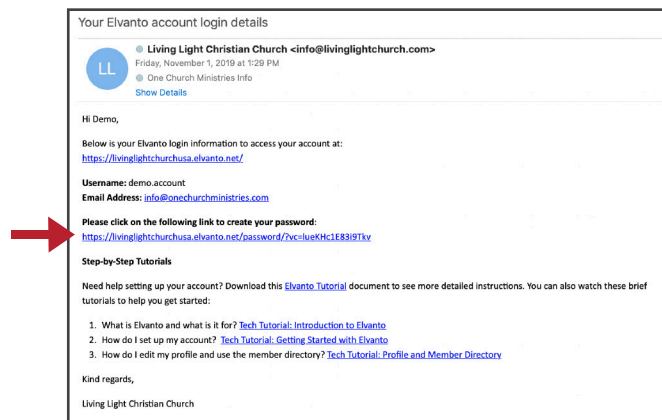 Your Elvanto account login details
LL
Living Light Christian Church <info@livinglightchurch.com>
Friday, November 1, 2019 at 1:29 PM
One Church Ministries Info
Show Details
Hi Demo,
Below is your Elvanto login information to access your account at:
https://livinglightchurchusa.elvanto.net/
Username: demo.account
Email Address: info@onechurchministries.com
Please click on the following link to create your password:
https://livinglightchurchusa.elvanto.net/password/?vc=lueKHc1E83i9Tkv
Step-by-Step Tutorials
Need help setting up your account? Download this Elvanto Tutorial document to see more detailed instructions. You can also watch these brief
tutorials to help you get started:
1. What is Elvanto and what is it for? Tech Tutorial: Introduction to Elvanto
2. How do I set up my account? Tech Tutorial: Getting Started with Elvanto
3. How do I edit my profile and use the member directory? Tech Tutorial: Profile and Member Directory
Kind regards,
Living Light Christian Church